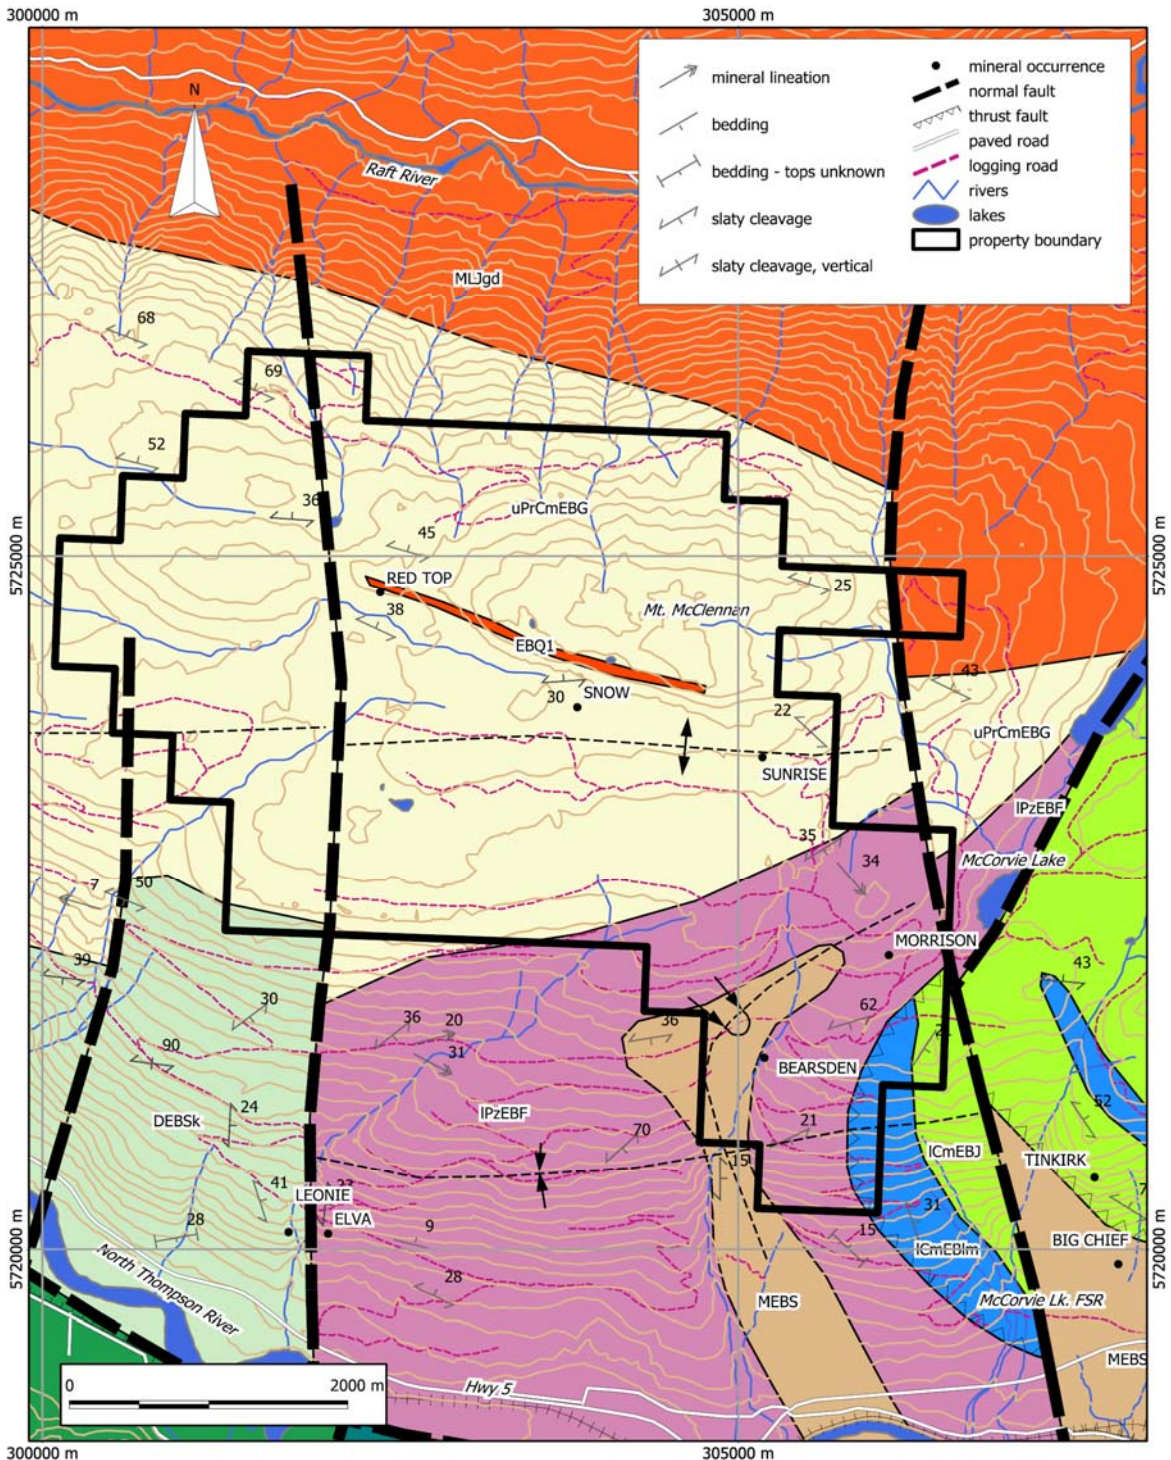 300000 m
305000 m
N
mineral lineation
bedding
bedding - tops unknown
slaty cleavage
slaty cleavage, vertical
mineral occurrence
normal fault
thrust fault
paved road
logging road
rivers
lakes
property boundary
Raft River
MLJgd
68
69
52
36
uPrCmEBG
45
5725000 m
5725000 m
RED TOP
25
38
Mt. McClennan
EBQ1
43
30
SNOW
22
uPrCmEBG
SUNRISE
lPzEBF
35
34
McCorvie Lake
7
50
MORRISON
39
43
30
36
20
36
62
31
90
BEARSDEN
24
52
DEBSk
lPzEBF
21
70
lCmEBJ
15
TINKIRK
41
LEONIE
31
ELVA
28
9
15
5720000 m
5720000 m
lCmEBlm
BIG CHIEF
North Thompson River
28
MEBS
McCorvie Lk. FSR
MEBS
0
2000 m
Hwy 5
300000 m
305000 m